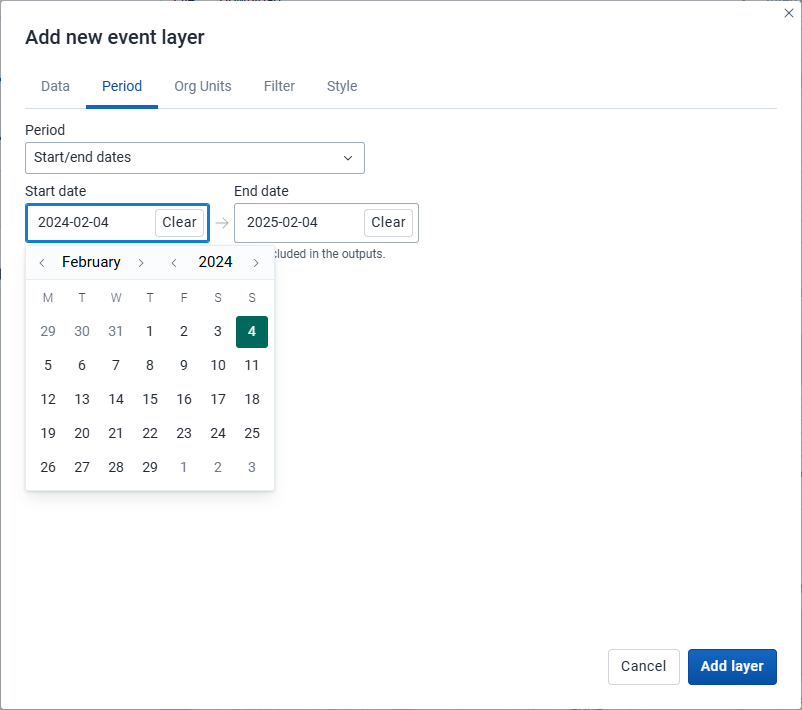 Add new event layer
Data Period Org Units Filter Style
Period
Start/end dates
Start date End date
2024-02-04 Clear 2025-02-04 Clear
in the outputs.
February 2024
M T W T F S S
29 30 31 1 2 3 4
5 6 7 8 9 10 11
12 13 14 15 16 17 18
19 20 21 22 23 24 25
26 27 28 29 1 2 3
Cancel Add layer